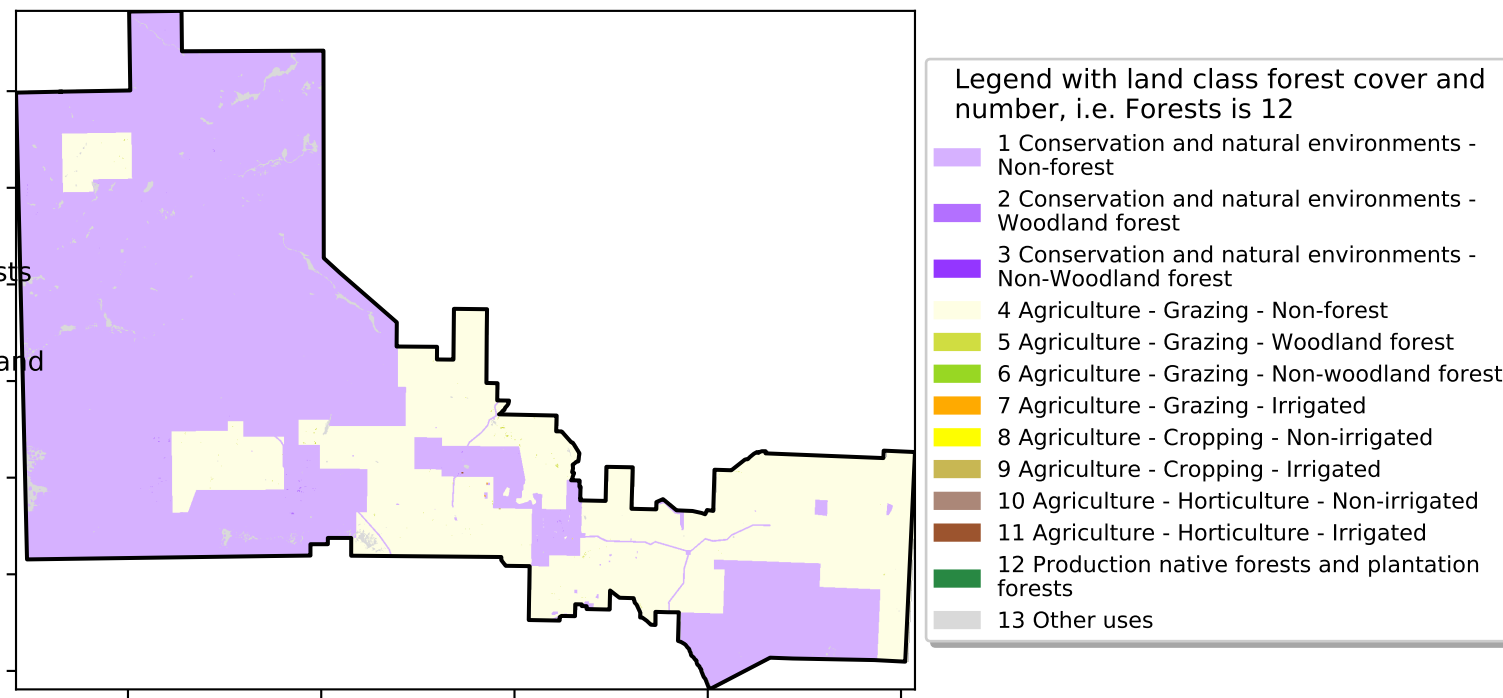 Legend with land class forest cover and
number, i.e. Forests is 12
1 Conservation and natural environments -
Non-forest
2 Conservation and natural environments -
Woodland forest
3 Conservation and natural environments -
Non-Woodland forest
4 Agriculture - Grazing - Non-forest
5 Agriculture - Grazing - Woodland forest
6 Agriculture - Grazing - Non-woodland forest
7 Agriculture - Grazing - Irrigated
8 Agriculture - Cropping - Non-irrigated
9 Agriculture - Cropping - Irrigated
10 Agriculture - Horticulture - Non-irrigated
11 Agriculture - Horticulture - Irrigated
12 Production native forests and plantation
forests
13 Other uses